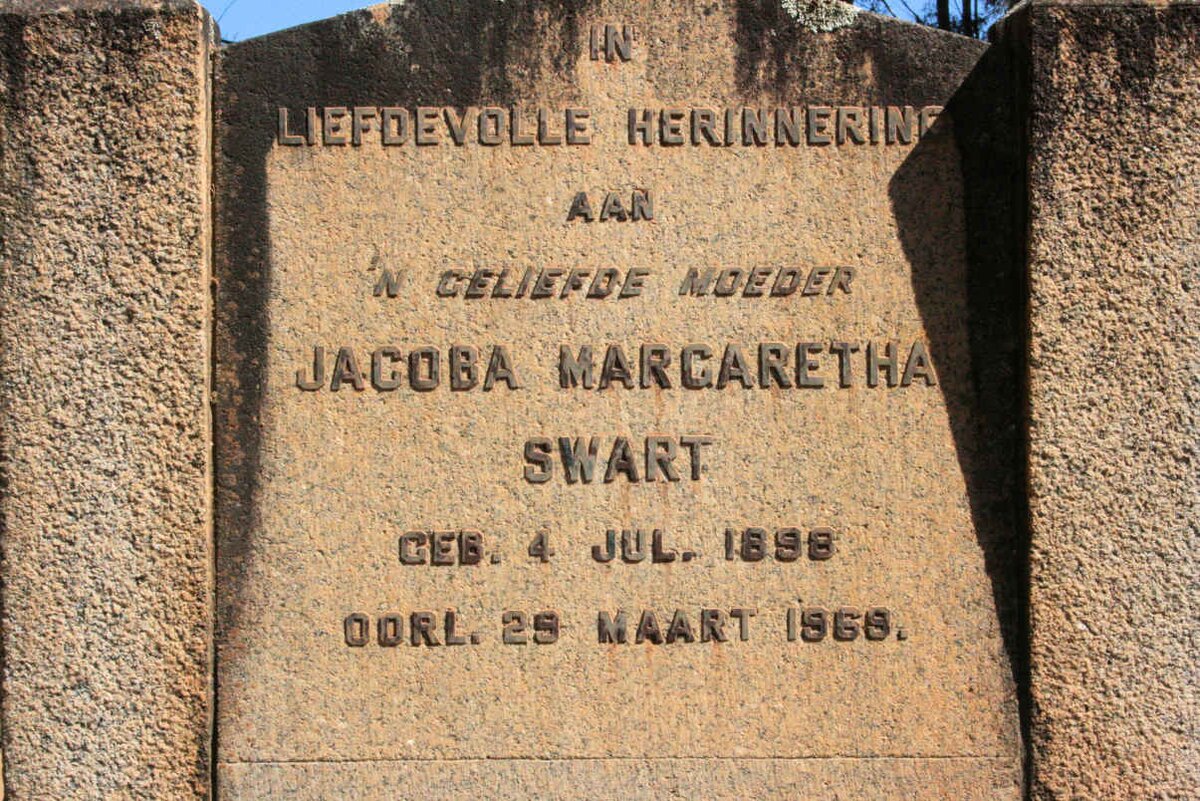 IN
LIEFDEVOLLE HERINNERING
AAN
'N GELIEFDE MOEDER
JACOBA MARGARETHA
SWART
GEB. 4 JUL. 1898
OORL. 29 MAART 1969.